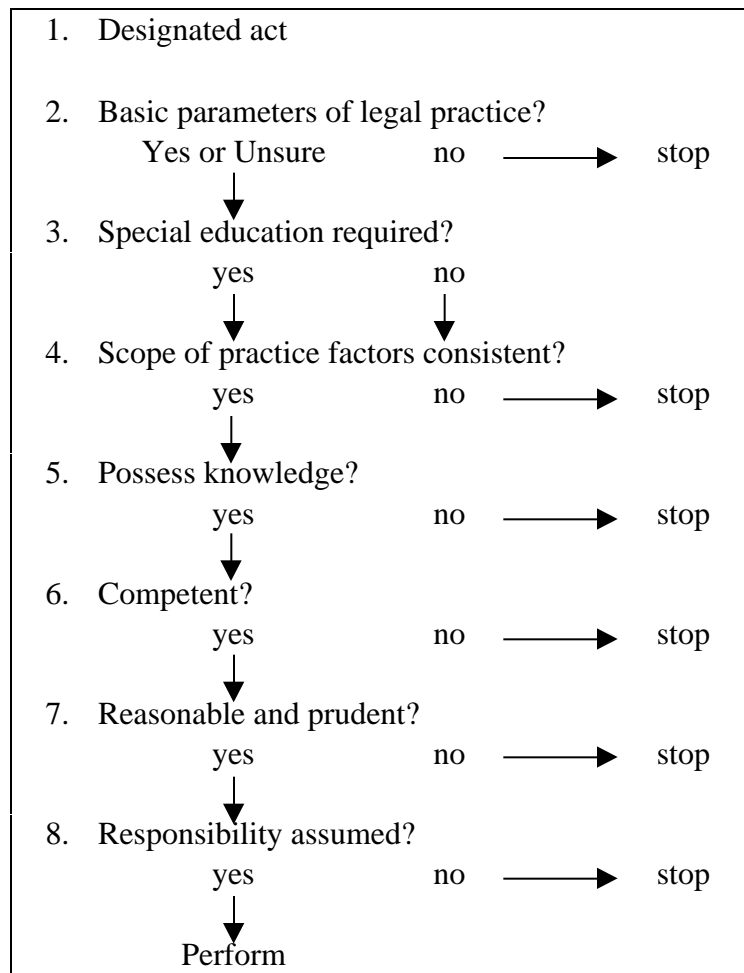 1. Designated act
2. Basic parameters of legal practice?
Yes or Unsure no stop
3. Special education required?
yes no
4. Scope of practice factors consistent?
yes no stop
5. Possess knowledge?
yes no stop
6. Competent?
yes no stop
7. Reasonable and prudent?
yes no stop
8. Responsibility assumed?
yes no stop
Perform